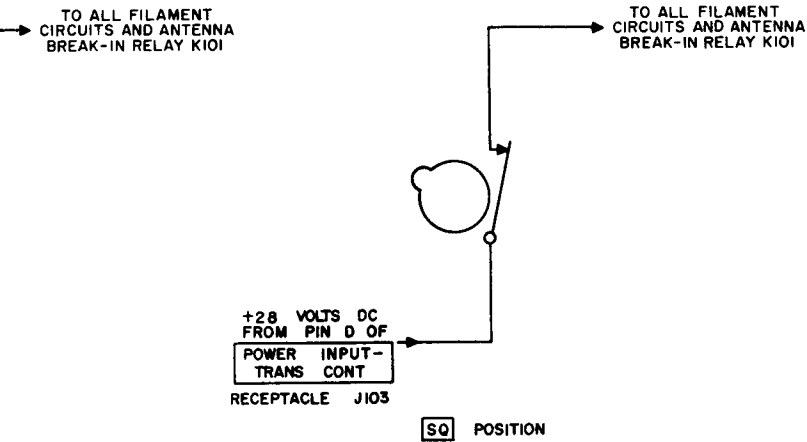 TO ALL FILAMENT
CIRCUITS AND ANTENNA
BREAK-IN RELAY K101
TO ALL FILAMENT
CIRCUITS AND ANTENNA
BREAK-IN RELAY K101
+28 VOLTS DC
FROM PIN D OF
POWER INPUT-
TRANS CONT
RECEPTACLE J103
SQ POSITION